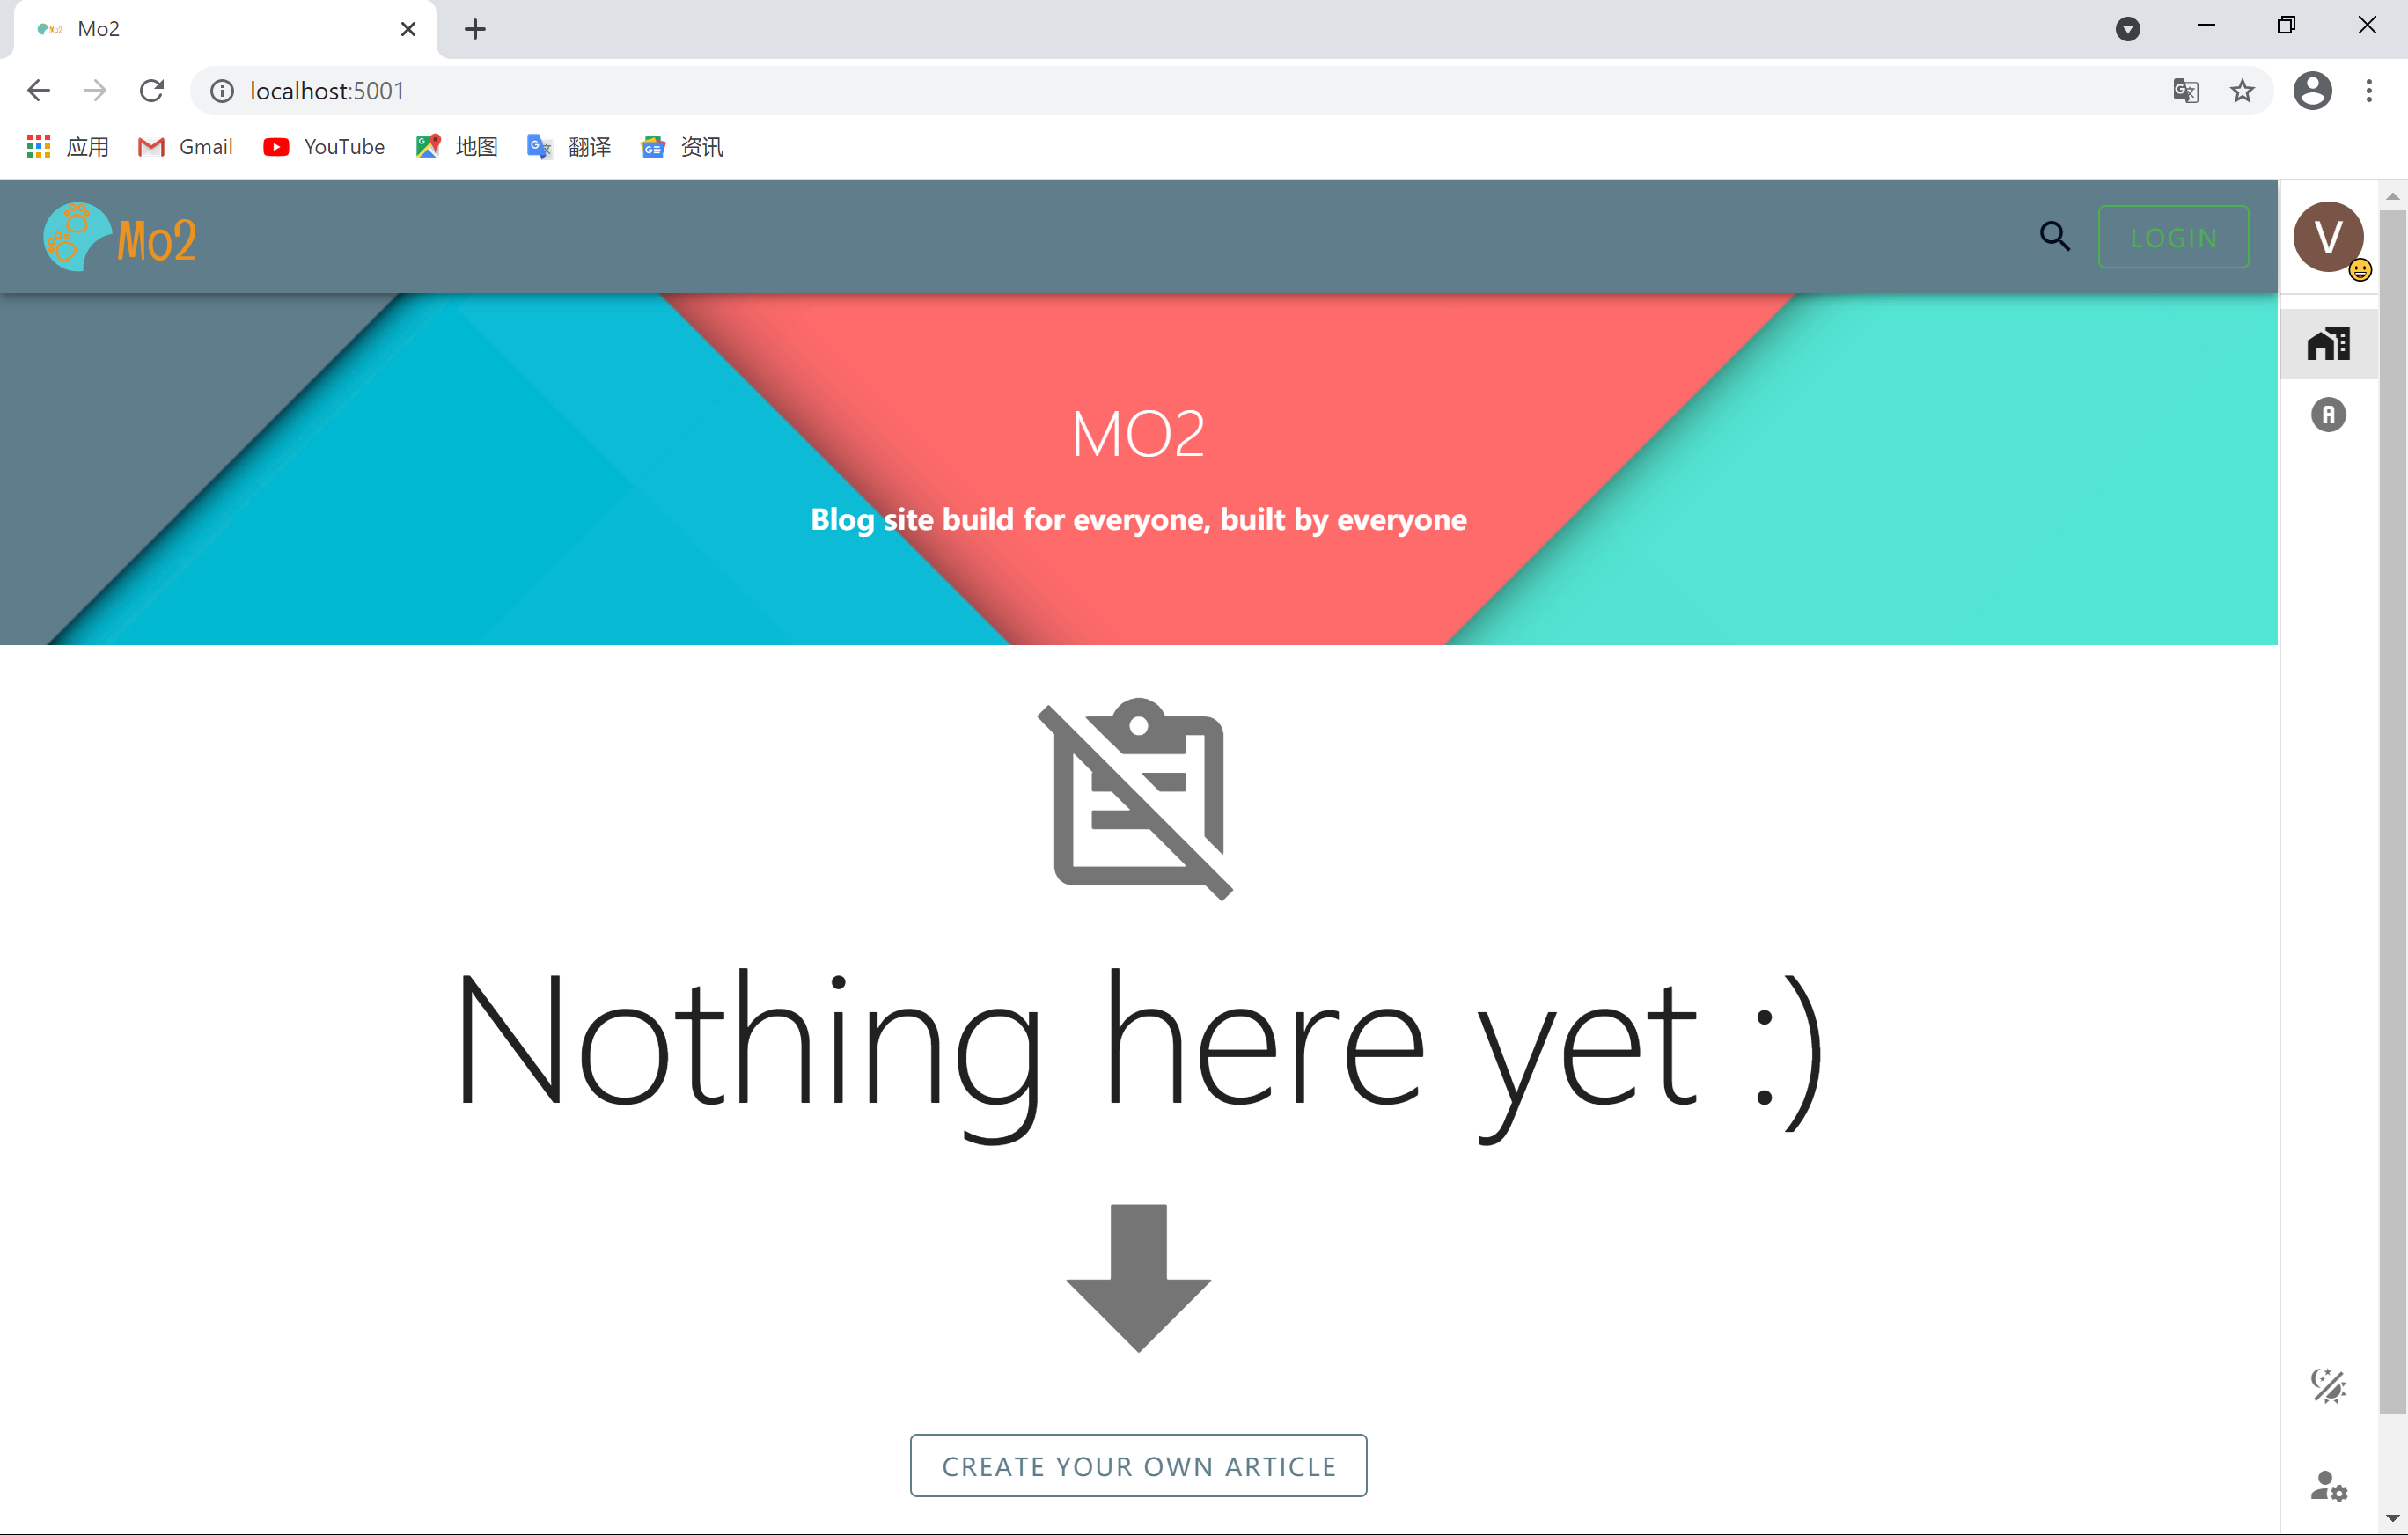 Mo2
localhost:5001
应用 Gmail YouTube 地图 翻译 资讯
Mo2 LOGIN V
A
MO2
Blog site build for everyone, built by everyone
Nothing here yet :)
CREATE YOUR OWN ARTICLE